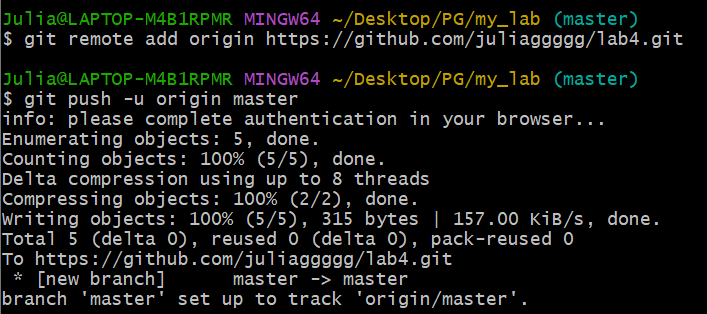 Julia@LAPTOP-M4B1RPMR MINGW64 ~/Desktop/PG/my_lab (master)
$ git remote add origin https://github.com/juliaggggg/lab4.git
Julia@LAPTOP-M4B1RPMR MINGW64 ~/Desktop/PG/my_lab (master)
$ git push -u origin master
info: please complete authentication in your browser...
Enumerating objects: 5, done.
Counting objects: 100% (5/5), done.
Delta compression using up to 8 threads
Compressing objects: 100% (2/2), done.
Writing objects: 100% (5/5), 315 bytes | 157.00 KiB/s, done.
Total 5 (delta 0), reused 0 (delta 0), pack-reused 0
To https://github.com/juliaggggg/lab4.git
 * [new branch]      master -> master
branch 'master' set up to track 'origin/master'.